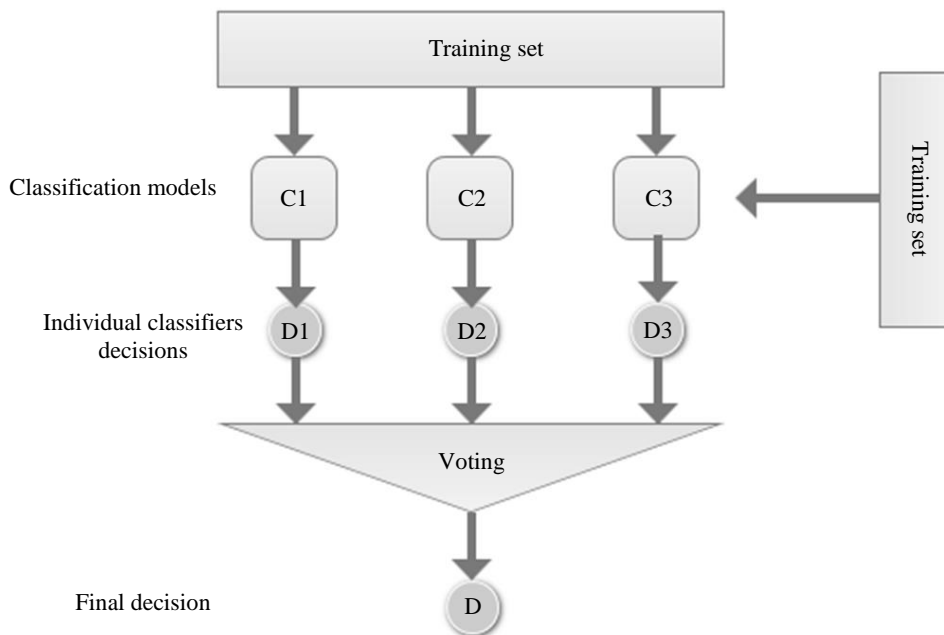 Training set
Classification models
C1
C2
C3
Training set
Individual classifiers
decisions
D1
D2
D3
Voting
Final decision
D